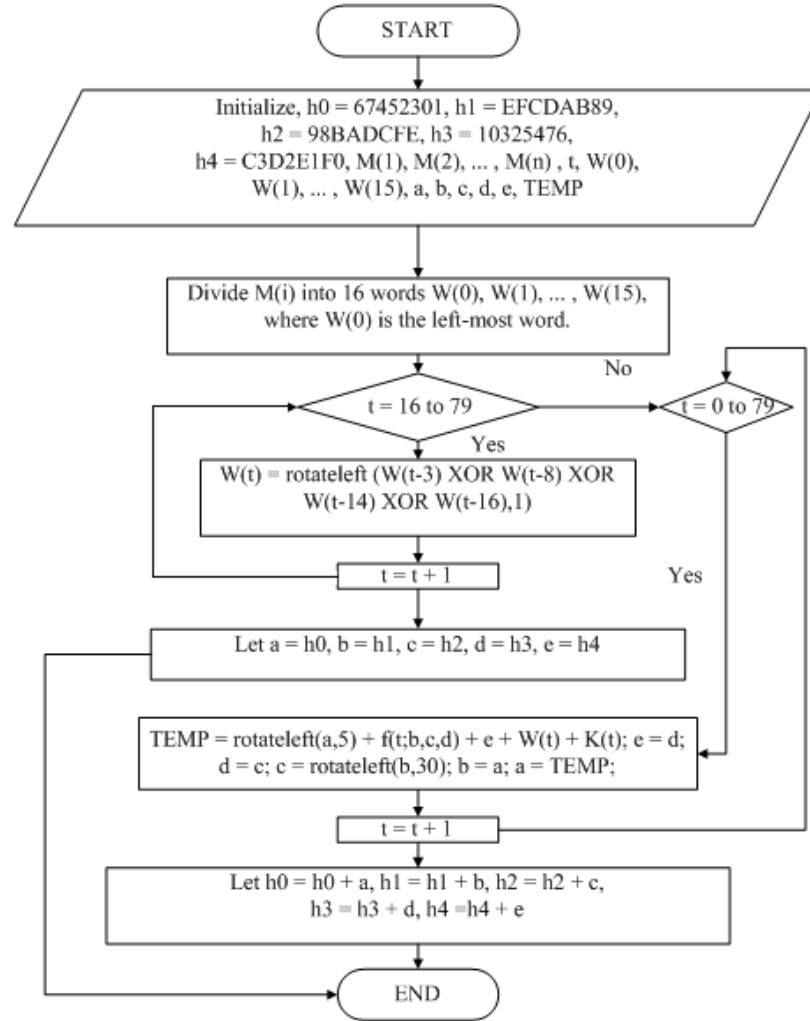 START
Initialize, h0 = 67452301, h1 = EFCDAB89,
h2 = 98BADCFE, h3 = 10325476,
h4 = C3D2E1F0, M(1), M(2), ... , M(n) , t, W(0),
W(1), ... , W(15), a, b, c, d, e, TEMP
Divide M(i) into 16 words W(0), W(1), ... , W(15),
where W(0) is the left-most word.
No
t = 16 to 79
t = 0 to 79
Yes
W(t) = rotateleft (W(t-3) XOR W(t-8) XOR
W(t-14) XOR W(t-16),1)
t = t + 1
Yes
Let a = h0, b = h1, c = h2, d = h3, e = h4
TEMP = rotateleft(a,5) + f(t;b,c,d) + e + W(t) + K(t); e = d;
d = c; c = rotateleft(b,30); b = a; a = TEMP;
t = t + 1
Let h0 = h0 + a, h1 = h1 + b, h2 = h2 + c,
h3 = h3 + d, h4 =h4 + e
END